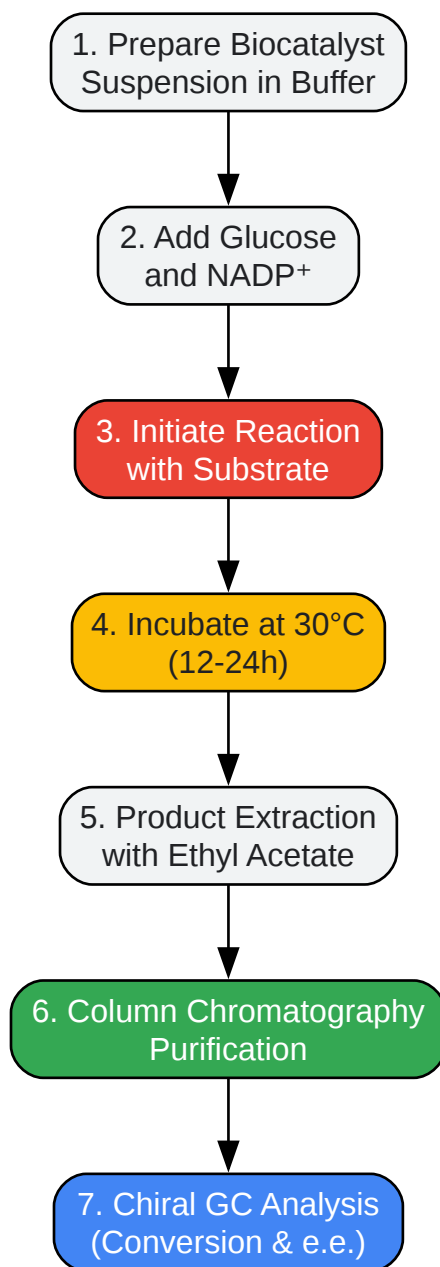 1. Prepare Biocatalyst
Suspension in Buffer
2. Add Glucose
and NADP⁺
3. Initiate Reaction
with Substrate
4. Incubate at 30°C
(12-24h)
5. Product Extraction
with Ethyl Acetate
6. Column Chromatography
Purification
7. Chiral GC Analysis
(Conversion & e.e.)